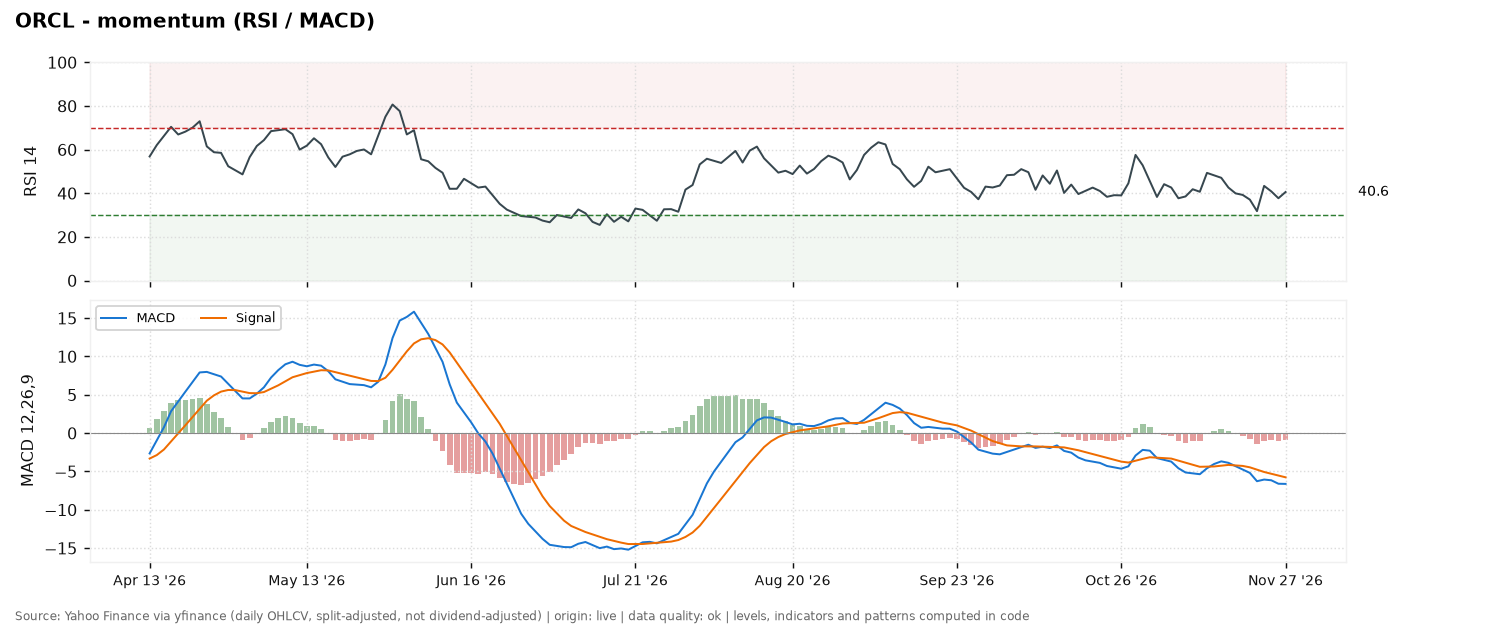 ORCL - momentum (RSI / MACD)
100
80
60
40
20
0
RSI 14
40.6
MACD Signal
15
10
5
0
−5
−10
−15
MACD 12,26,9
Apr 13 '26 May 13 '26 Jun 16 '26 Jul 21 '26 Aug 20 '26 Sep 23 '26 Oct 26 '26 Nov 27 '26
Source: Yahoo Finance via yfinance (daily OHLCV, split-adjusted, not dividend-adjusted) | origin: live | data quality: ok | levels, indicators and patterns computed in code